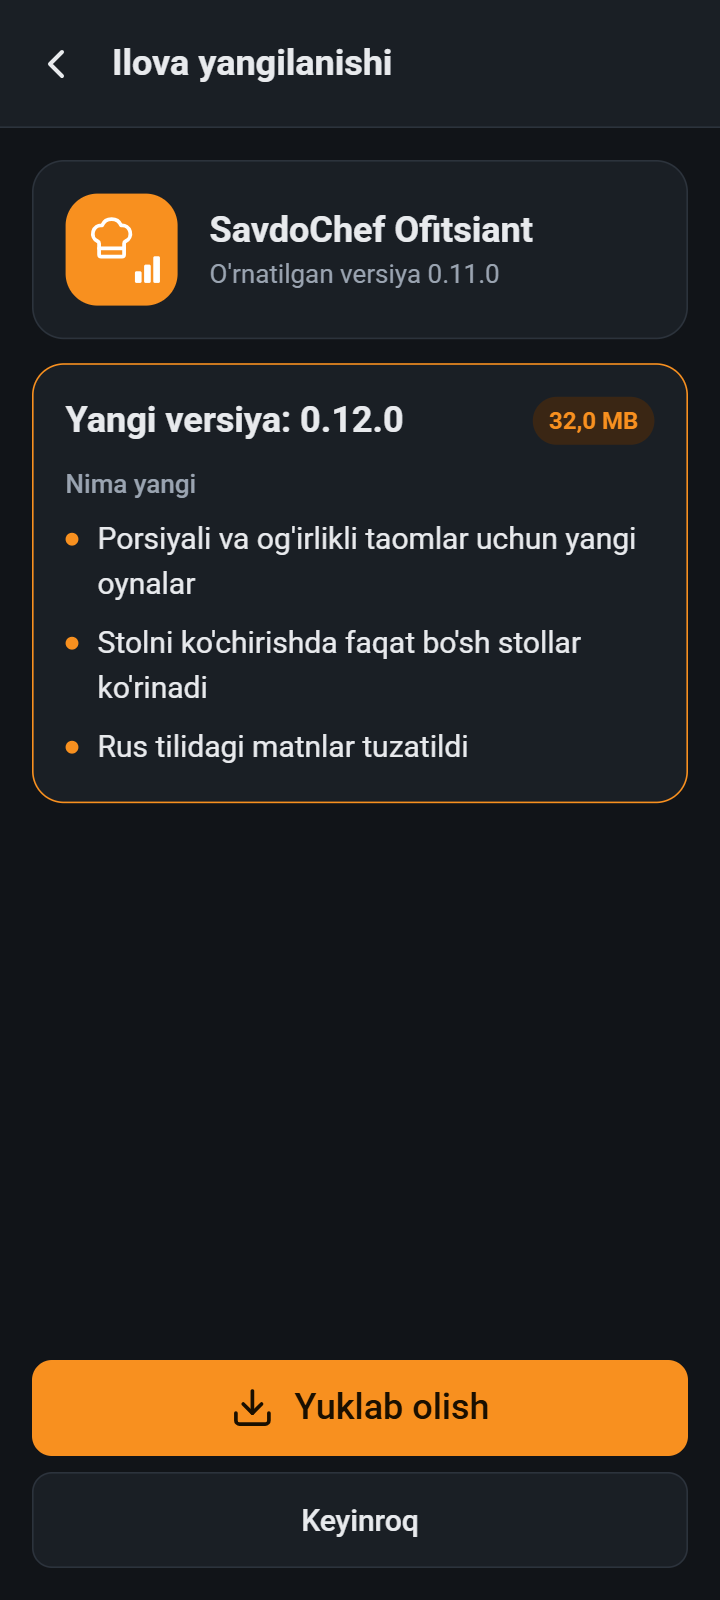 Ilova yangilanishi
SavdoChef Ofitsiant
O'rnatilgan versiya 0.11.0
Yangi versiya: 0.12.0
32,0 MB
Nima yangi
Porsiyali va og'irlikli taomlar uchun yangi
oynalar
Stolni ko'chirishda faqat bo'sh stollar
ko'rinadi
Rus tilidagi matnlar tuzatildi
Yuklab olish
Keyinroq